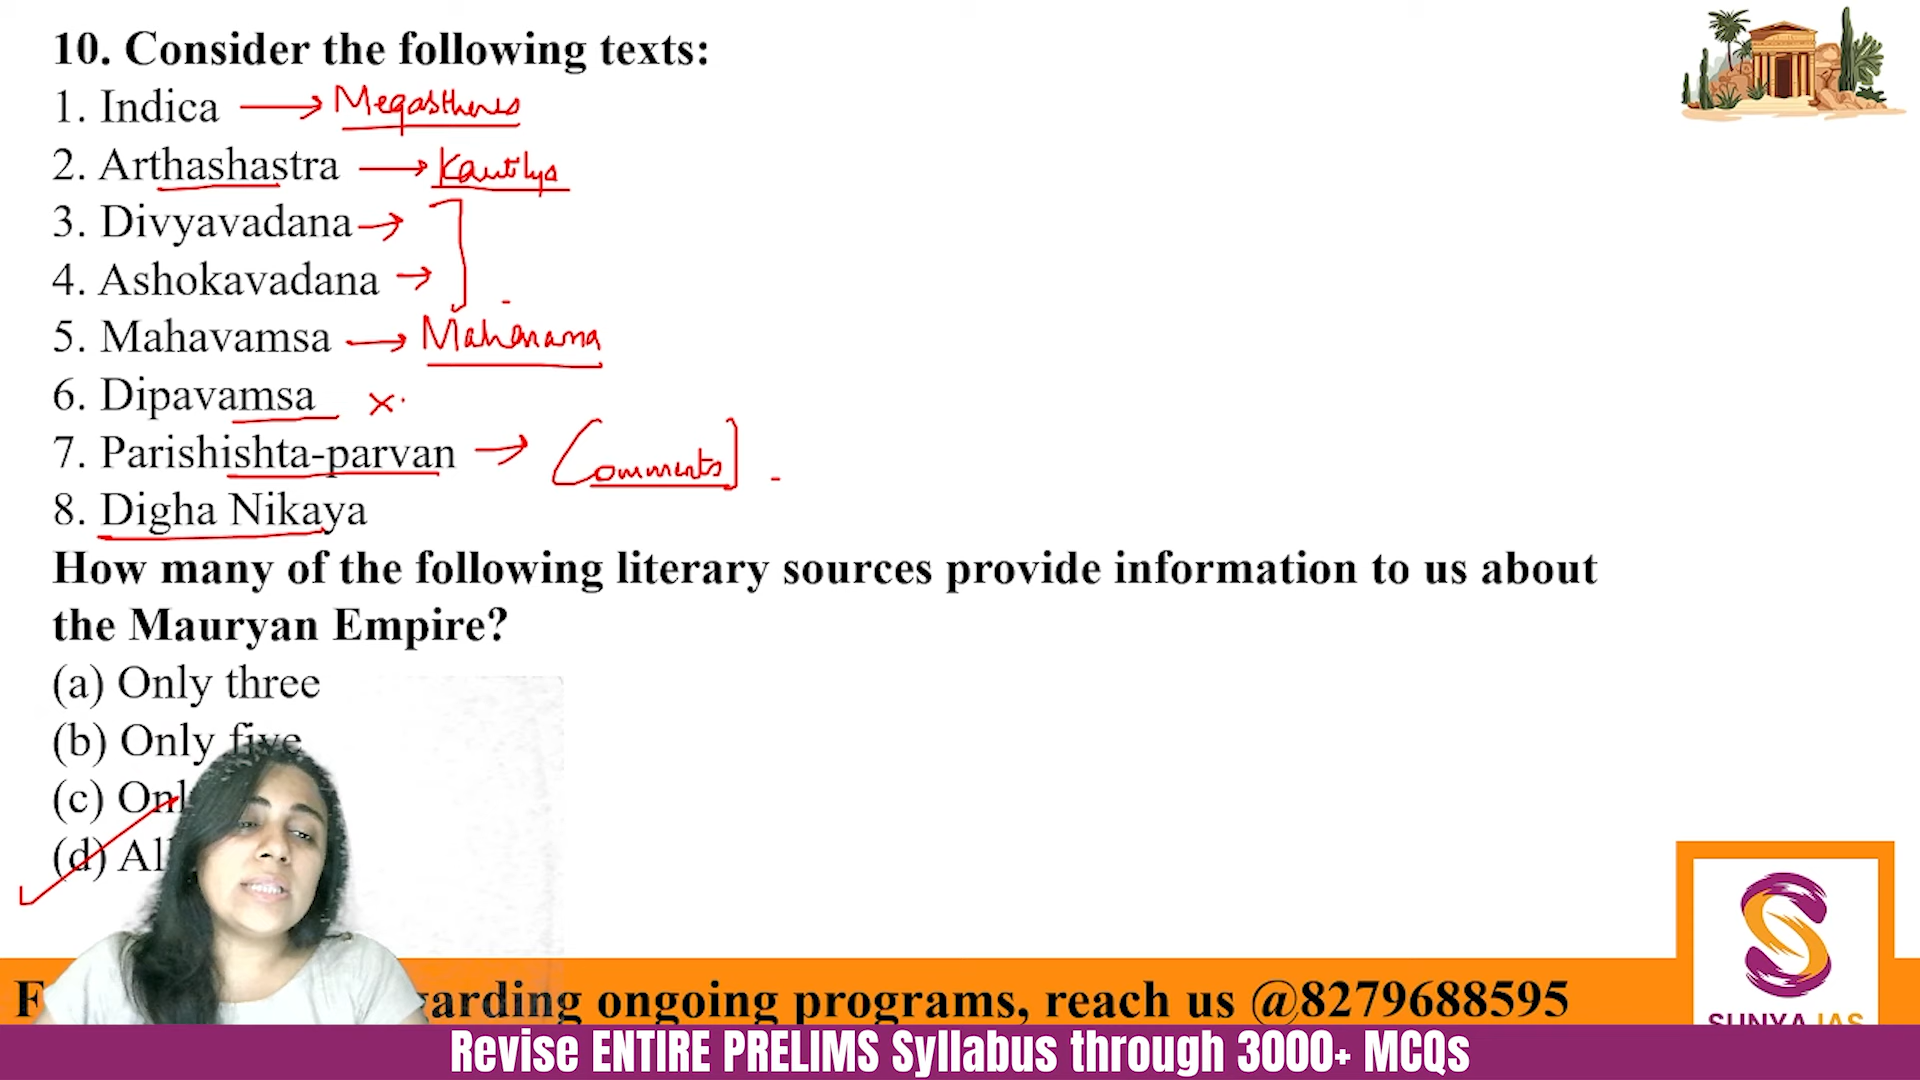 10. Consider the following texts:
1. Indica → Megasthenes
2. Arthashastra → Kautilya
3. Divyavadana →
4. Ashokavadana →
5. Mahavamsa → Mahanama
6. Dipavamsa ×
7. Parishishta-parvan → Comments
8. Digha Nikaya
How many of the following literary sources provide information to us about
the Mauryan Empire?
(a) Only three
(b) Only five
(c)
(d)
ongoing programs, reach us @8279688595
SUNYA IAS
Revise ENTIRE PRELIMS Syllabus through 3000+ MCQs